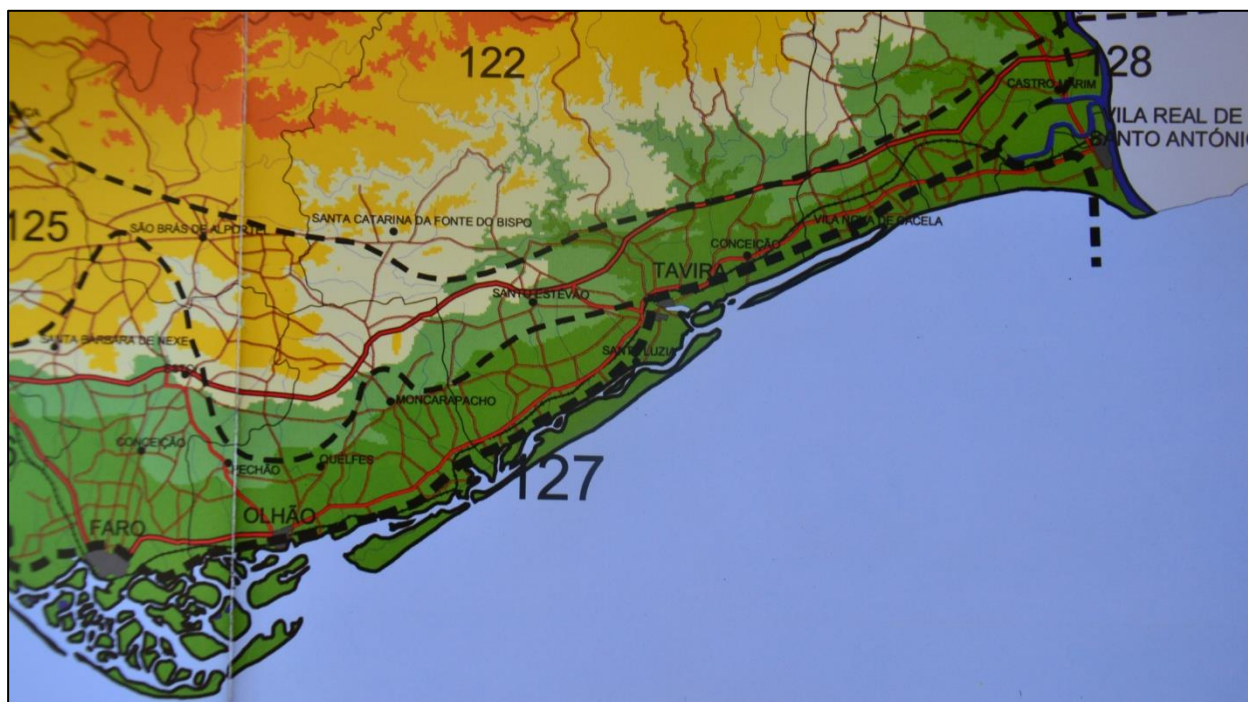 122
128
CASTRO MARIM
VILA REAL DE
SANTO ANTÓNIO
125
SÃO BRÁS DE ALPORTEL
SANTA CATARINA DA FONTE DO BISPO
VILA NOVA DE CACELA
CONCEIÇÃO
TAVIRA
SANTO ESTEVÃO
SANTA BÁRBARA DE NEXE
ESTOI
SANTA LUZIA
MONCARAPACHO
CONCEIÇÃO
PECHÃO
QUELFES
127
FARO
OLHÃO